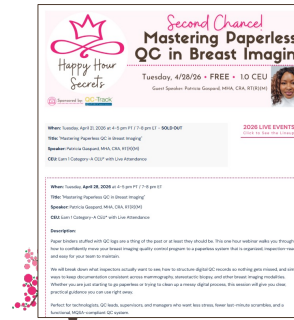 Second Chance!
Mastering Paperless
QC in Breast Imagin
Happy Hour
Secrets
Tuesday, 4/28/26 • FREE • 1.0 CEU
Guest Speaker Patricia Gaspard, MHA, CRA, RT(R)(M)
Sponsored by: QC Track
When: Tuesday, April 21, 2026 at 4-5 pm PT / 7-8 pm ET - SOLD OUT
Title: "Mastering Paperless QC in Breast Imaging"
Speaker: Patricia Gaspard, MHA, CRA, RT(R)(M)
CEU: Earn 1 Category-A CEU* with Live Attendance
2026 LIVE EVENTS
Click to See the Lineup
When: Tuesday, April 28, 2026 at 4-5 pm PT / 7-8 pm ET
Title: "Mastering Paperless QC in Breast Imaging"
Speaker: Patricia Gaspard, MHA, CRA, RT(R)(M)
CEU: Earn 1 Category-A CEU* with Live Attendance
Description:
Paper binders stuffed with QC logs are a thing of the past or at least they should be. This one hour webinar walks you through
how to confidently move your breast imaging quality control program to a paperless system that is organized, inspection-rea
and easy for your team to maintain.
We will break down what inspectors actually want to see, how to structure digital QC records so nothing gets missed, and sim
ways to keep documentation consistent across mammography, stereotactic biopsy, and other breast imaging modalities.
Whether you are just starting to go paperless or trying to clean up a messy digital process, this session will give you clear,
practical guidance you can use right away.
Perfect for technologists, QC leads, supervisors, and managers who want less stress, fewer last minute scrambles, and a
functional, MQSA-compliant QC system.